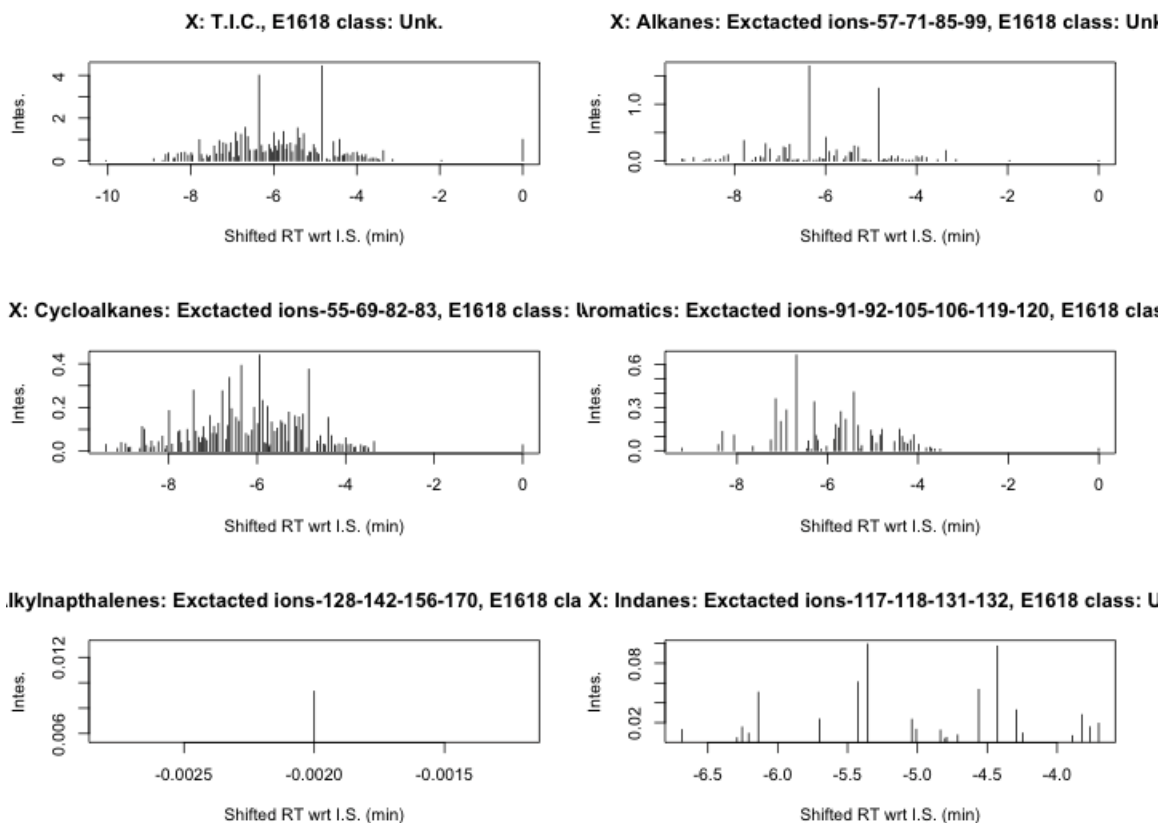 X: T.I.C., E1618 class: Unk.
Intes.
4
2
0
-10 -8 -6 -4 -2 0
Shifted RT wrt I.S. (min)
X: Alkanes: Exctacted ions-57-71-85-99, E1618 class: Unk
Intes.
1.0
0.0
-8 -6 -4 -2 0
Shifted RT wrt I.S. (min)
X: Cycloalkanes: Exctacted ions-55-69-82-83, E1618 class:
Intes.
0.4
0.2
0.0
-8 -6 -4 -2 0
Shifted RT wrt I.S. (min)
romatics: Exctacted ions-91-92-105-106-119-120, E1618 clas
Intes.
0.6
0.3
0.0
-8 -6 -4 -2 0
Shifted RT wrt I.S. (min)
lkylnapthalenes: Exctacted ions-128-142-156-170, E1618 cla
Intes.
0.012
0.006
-0.0025 -0.0020 -0.0015
Shifted RT wrt I.S. (min)
X: Indanes: Exctacted ions-117-118-131-132, E1618 class: U
Intes.
0.08
0.02
-6.5 -6.0 -5.5 -5.0 -4.5 -4.0
Shifted RT wrt I.S. (min)